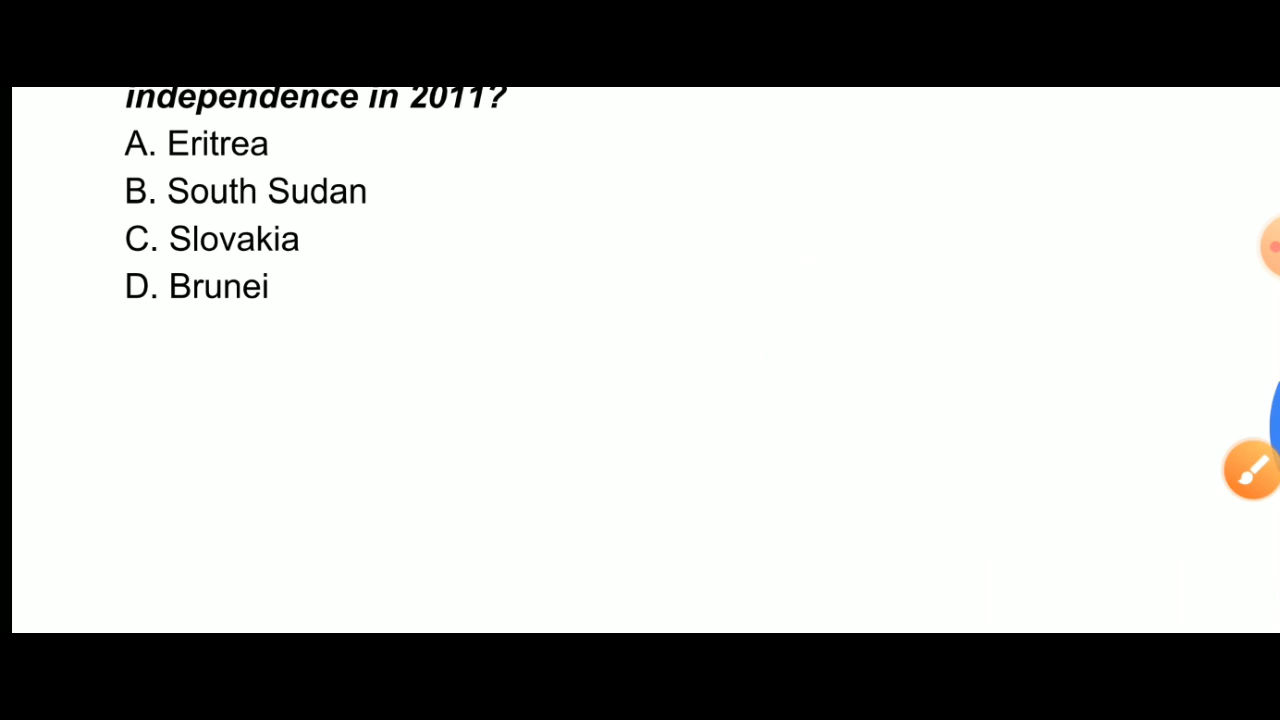 independence in 2011?
A. Eritrea
B. South Sudan
C. Slovakia
D. Brunei